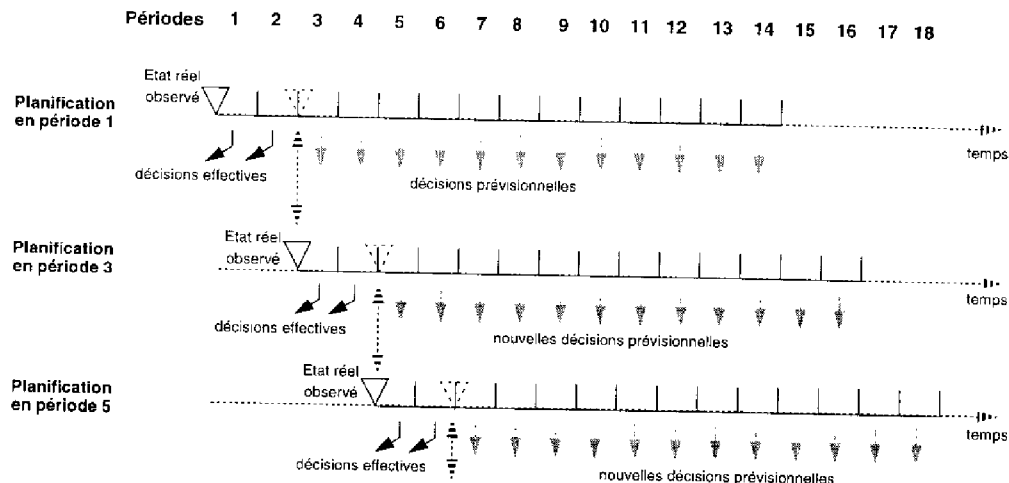 Périodes 1 2 3 4 5 6 7 8 9 10 11 12 13 14 15 16 17 18
Etat réel
observé
Planification
en période 1
temps
décisions effectives
décisions prévisionnelles
Etat réel
observé
Planification
en période 3
temps
décisions effectives
nouvelles décisions prévisionnelles
Etat réel
observé
Planification
en période 5
temps
décisions effectives
nouvelles décisions prévisionnelles